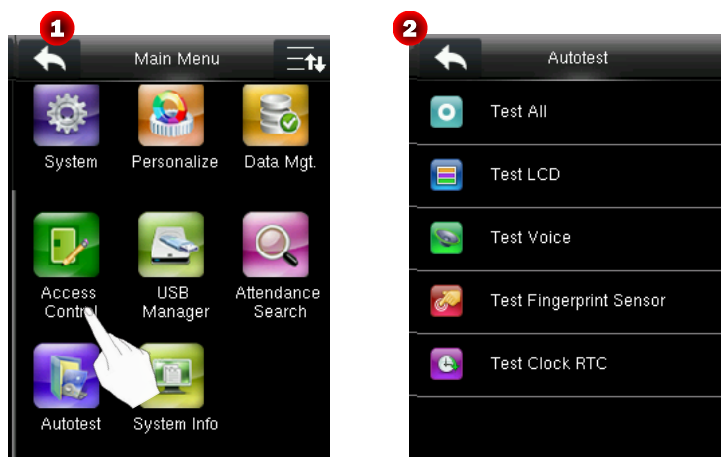 1
Main Menu
System Personalize Data Mgt.
Access USB Attendance
Control Manager Search
Autotest System Info
2
Autotest
Test All
Test LCD
Test Voice
Test Fingerprint Sensor
Test Clock RTC